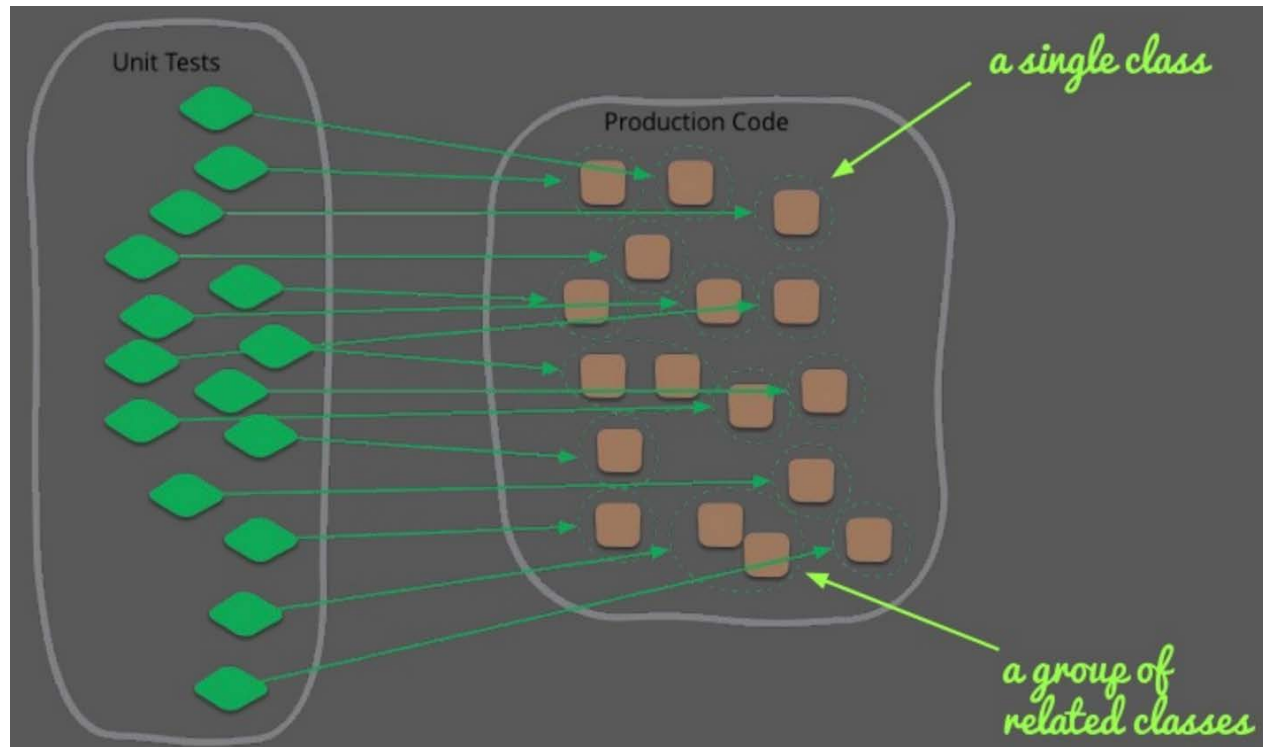 Unit Tests
a single class
Production Code
a group of
related classes